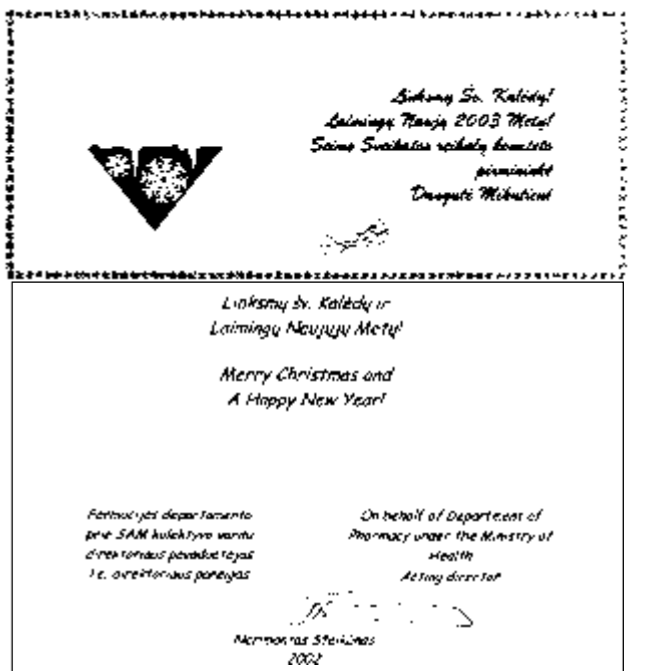 Linksmų Šv. Kalėdų!
Laimingų Naujų 2003 Metų!
Seimo Sveikatos reikalų komiteto
pirmininkė
Dangutė Mikutienė
Linksmų Šv. Kalėdų ir
Laimingų Naujųjų Metų!
Merry Christmas and
A Happy New Year!
Farmacijos departamento
prie SAM kolektyvo vardu
direktoriaus pavaduotojas
l.e. direktoriaus pareigas
On behalf of Department of
Pharmacy under the Ministry of
Health
Acting director
2002